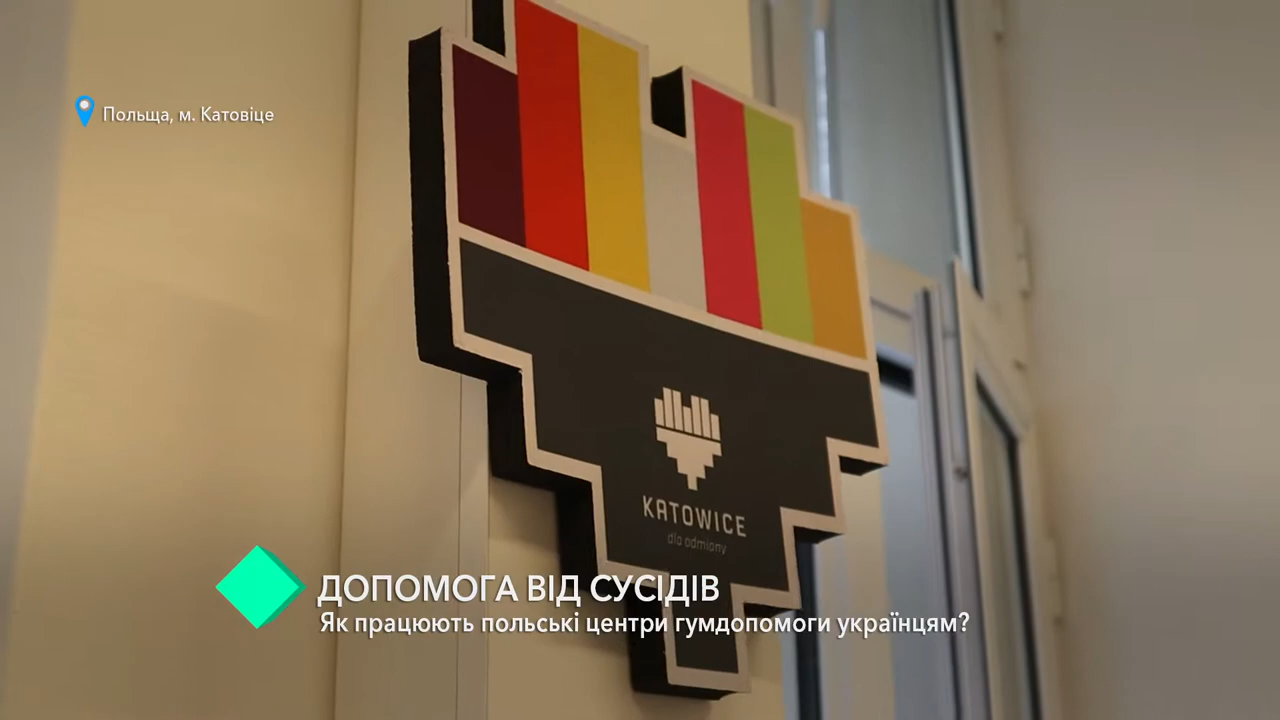 Польща, м. Катовіце
KATOWICE
dla odmiany
ДОПОМОГА ВІД СУСІДІВ
Як працюють польські центри гумдопомоги українцям?